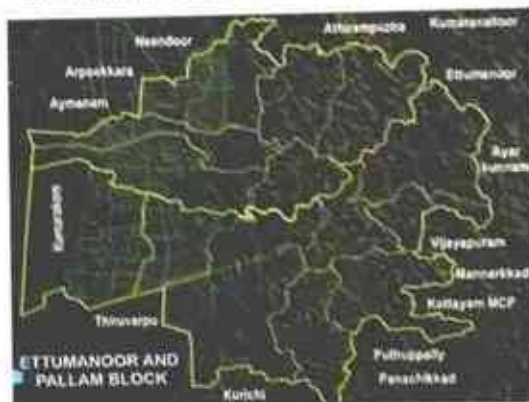 Neendoor
Athirampuzha
Kumaranalloor
Arpookkara
Ettumanoor
Aymanam
Ayar
kunnam
Kumarakom
Vijayapuram
Mannarkkad
Kottayam MCP
Thiruvarpu
Puthuppally
Panachikkad
ETTUMANOOR AND
PALLAM BLOCK
Kurichi